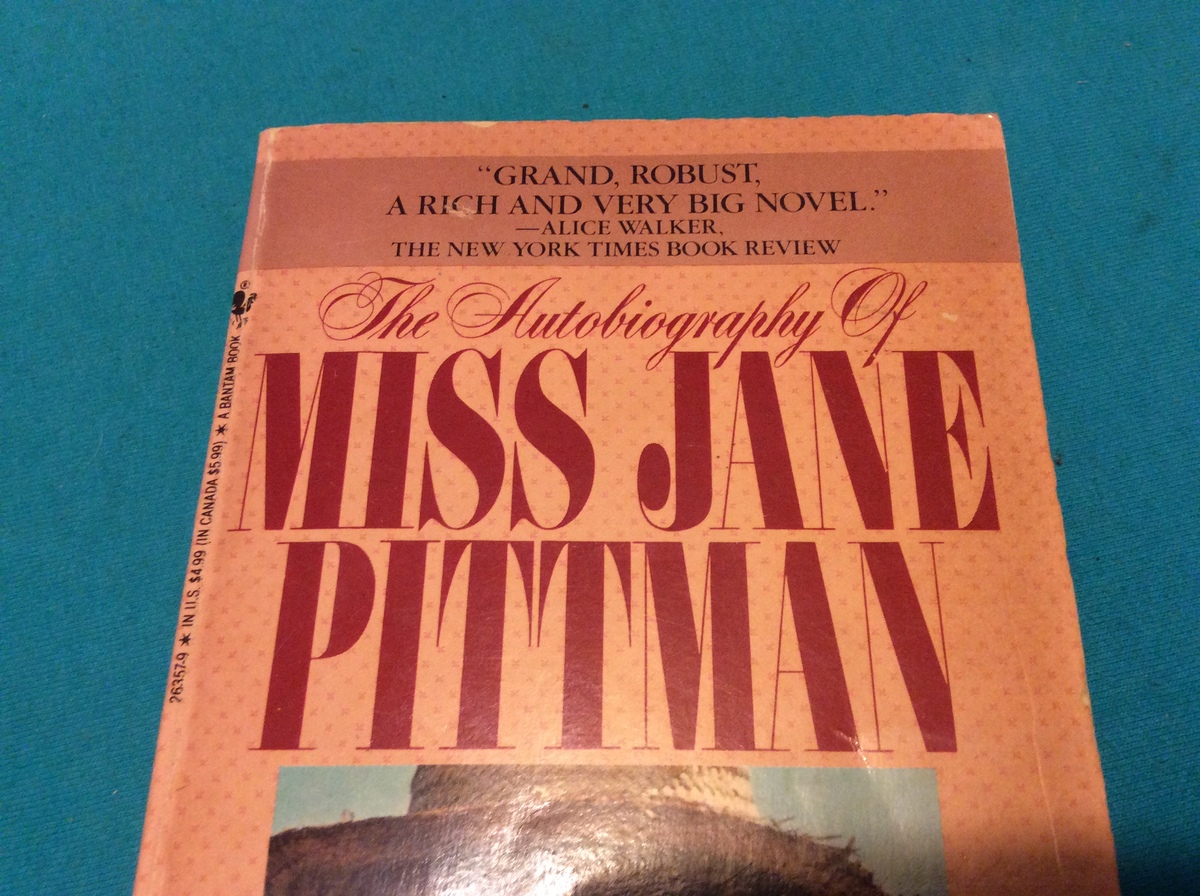 “GRAND, ROBUST,
A RICH AND VERY BIG NOVEL.”
—ALICE WALKER,
THE NEW YORK TIMES BOOK REVIEW
The Autobiography Of
MISS JANE
PITTMAN
26357-9 ★ IN U.S. $4.99 (IN CANADA $5.99) ★ A BANTAM BOOK